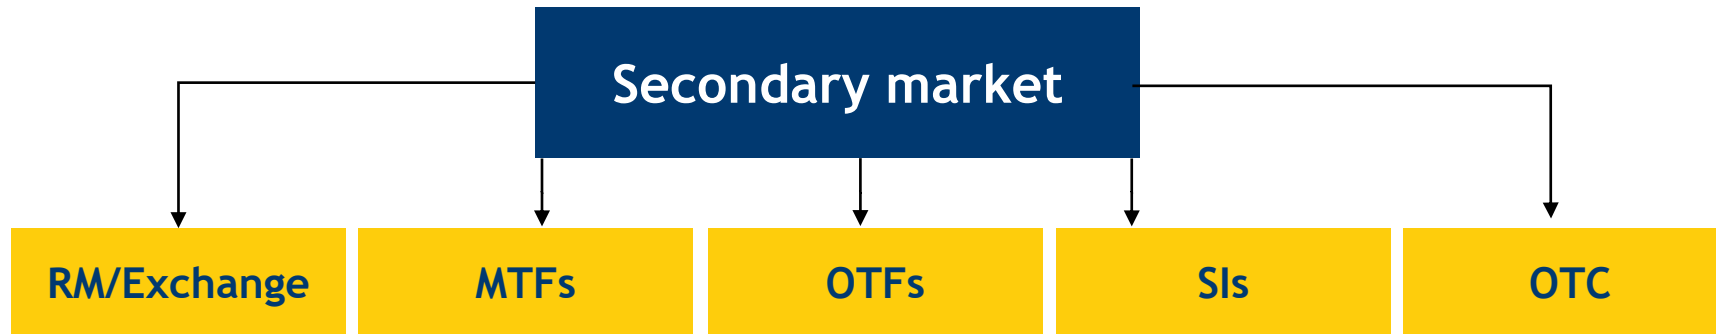 Secondary market
RM/Exchange
MTFs
OTFs
SIs
OTC